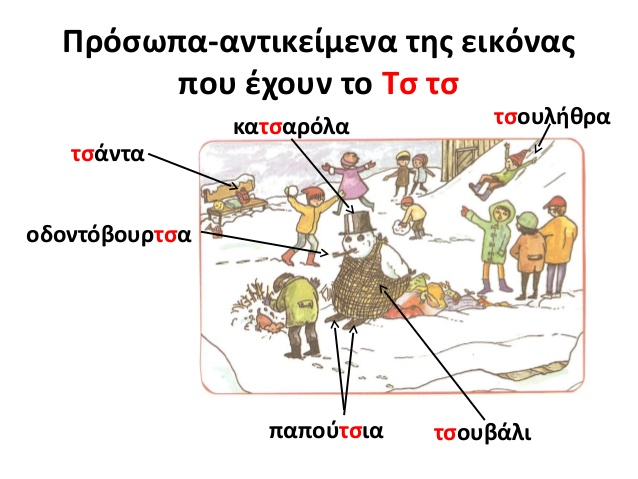 Πρόσωπα-αντικείμενα της εικόνας
που έχουν το Τσ τσ
κατσαρόλα
τσουλήθρα
τσάντα
οδοντόβουρτσα
παπούτσια
τσουβάλι